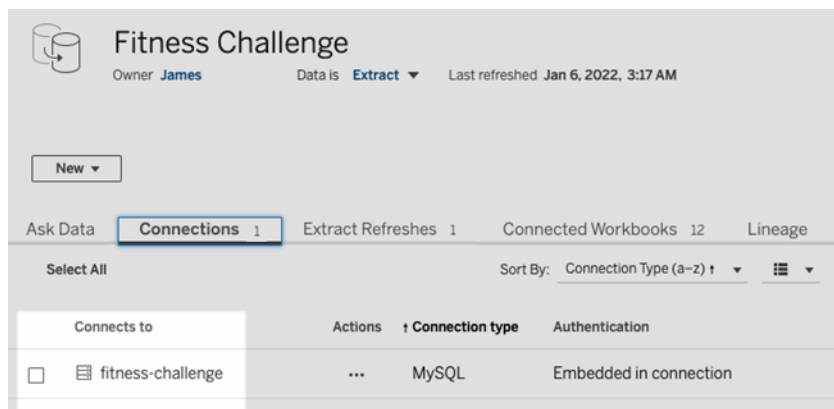 Fitness Challenge
Owner James Data is Extract Last refreshed Jan 6, 2022, 3:17 AM
New
Ask Data Connections 1 Extract Refreshes 1 Connected Workbooks 12 Lineage
Select All Sort By: Connection Type (a–z) ↑
Connects to Actions ↑ Connection type Authentication
fitness-challenge ... MySQL Embedded in connection